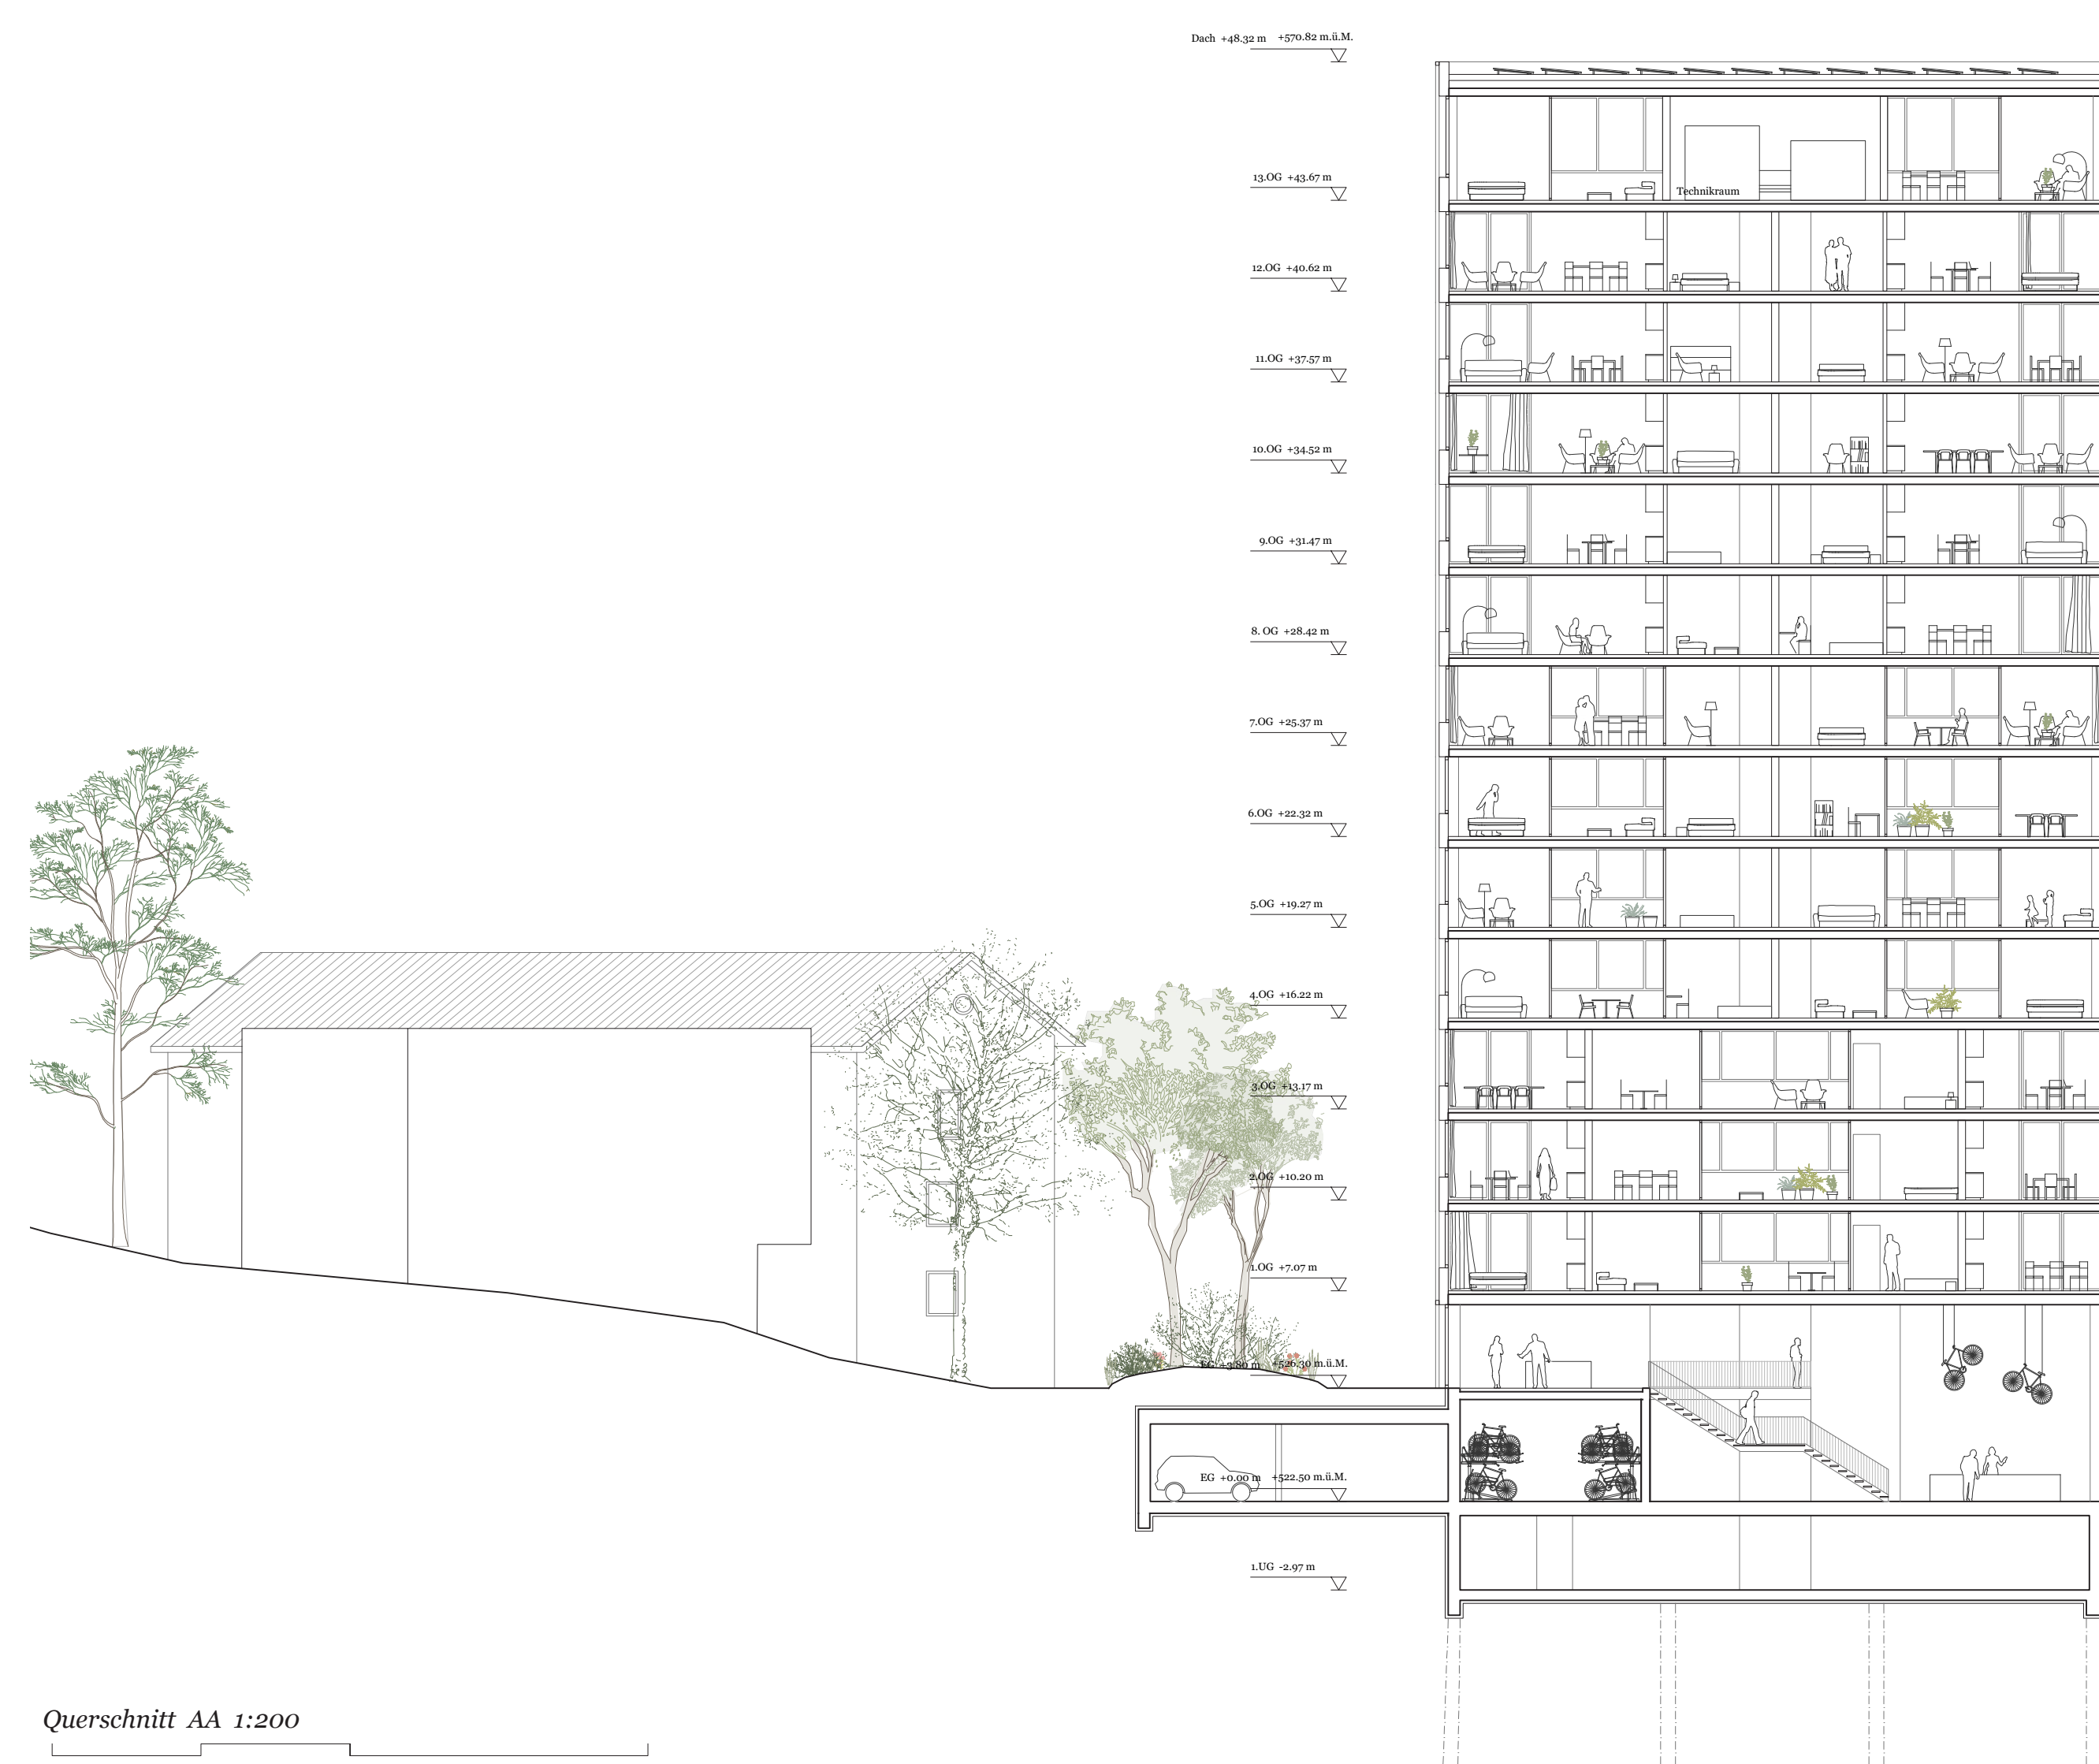 Dach +48.32 m +570.82 m.ü.M.
13.OG +43.67 m
Technikraum
12.OG +40.62 m
11.OG +37.57 m
10.OG +34.52 m
9.OG +31.47 m
8. OG +28.42 m
7.OG +25.37 m
6.OG +22.32 m
5.OG +19.27 m
4.OG +16.22 m
3.OG +13.17 m
2.OG +10.20 m
1.OG +7.07 m
EG +3.80 m +526.30 m.ü.M.
EG +0.00 m +522.50 m.ü.M.
1.UG -2.97 m
Querschnitt AA 1:200